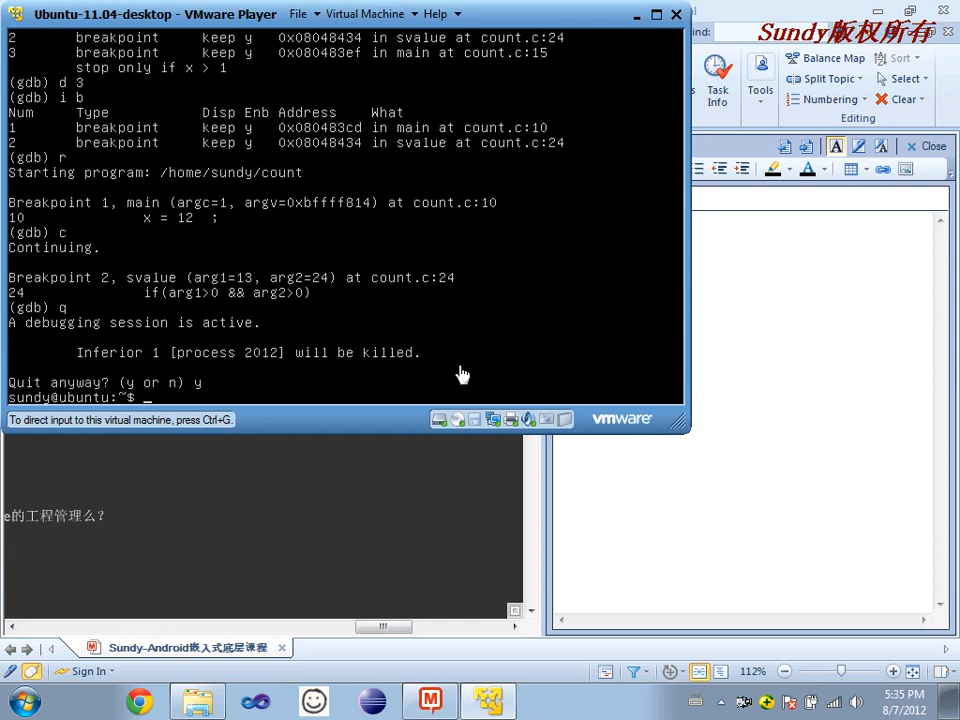 Ubuntu-11.04-desktop - VMware Player File Virtual Machine Help
2 breakpoint keep y 0x08048434 in svalue at count.c:24
3 breakpoint keep y 0x080483ef in main at count.c:15
stop only if x > 1
(gdb) d 3
(gdb) i b
Num Type Disp Enb Address What
1 breakpoint keep y 0x080483cd in main at count.c:10
2 breakpoint keep y 0x08048434 in svalue at count.c:24
(gdb) r
Starting program: /home/sundy/count
Breakpoint 1, main (argc=1, argv=0xbffff814) at count.c:10
10 x = 12 ;
(gdb) c
Continuing.
Breakpoint 2, svalue (arg1=13, arg2=24) at count.c:24
24 if(arg1>0 && arg2>0)
(gdb) q
A debugging session is active.
Inferior 1 [process 2012] will be killed.
Quit anyway? (y or n) y
sundy@ubuntu:~$ _
To direct input to this virtual machine, press Ctrl+G.
vmware
Sundy版权所有
nd:
Task Info
Tools
Balance Map
Sort
Split Topic
Select
Numbering
Clear
Editing
Close
e的工程管理么?
Sundy-Android嵌入式底层课程
Sign In
112%
5:35 PM
8/7/2012